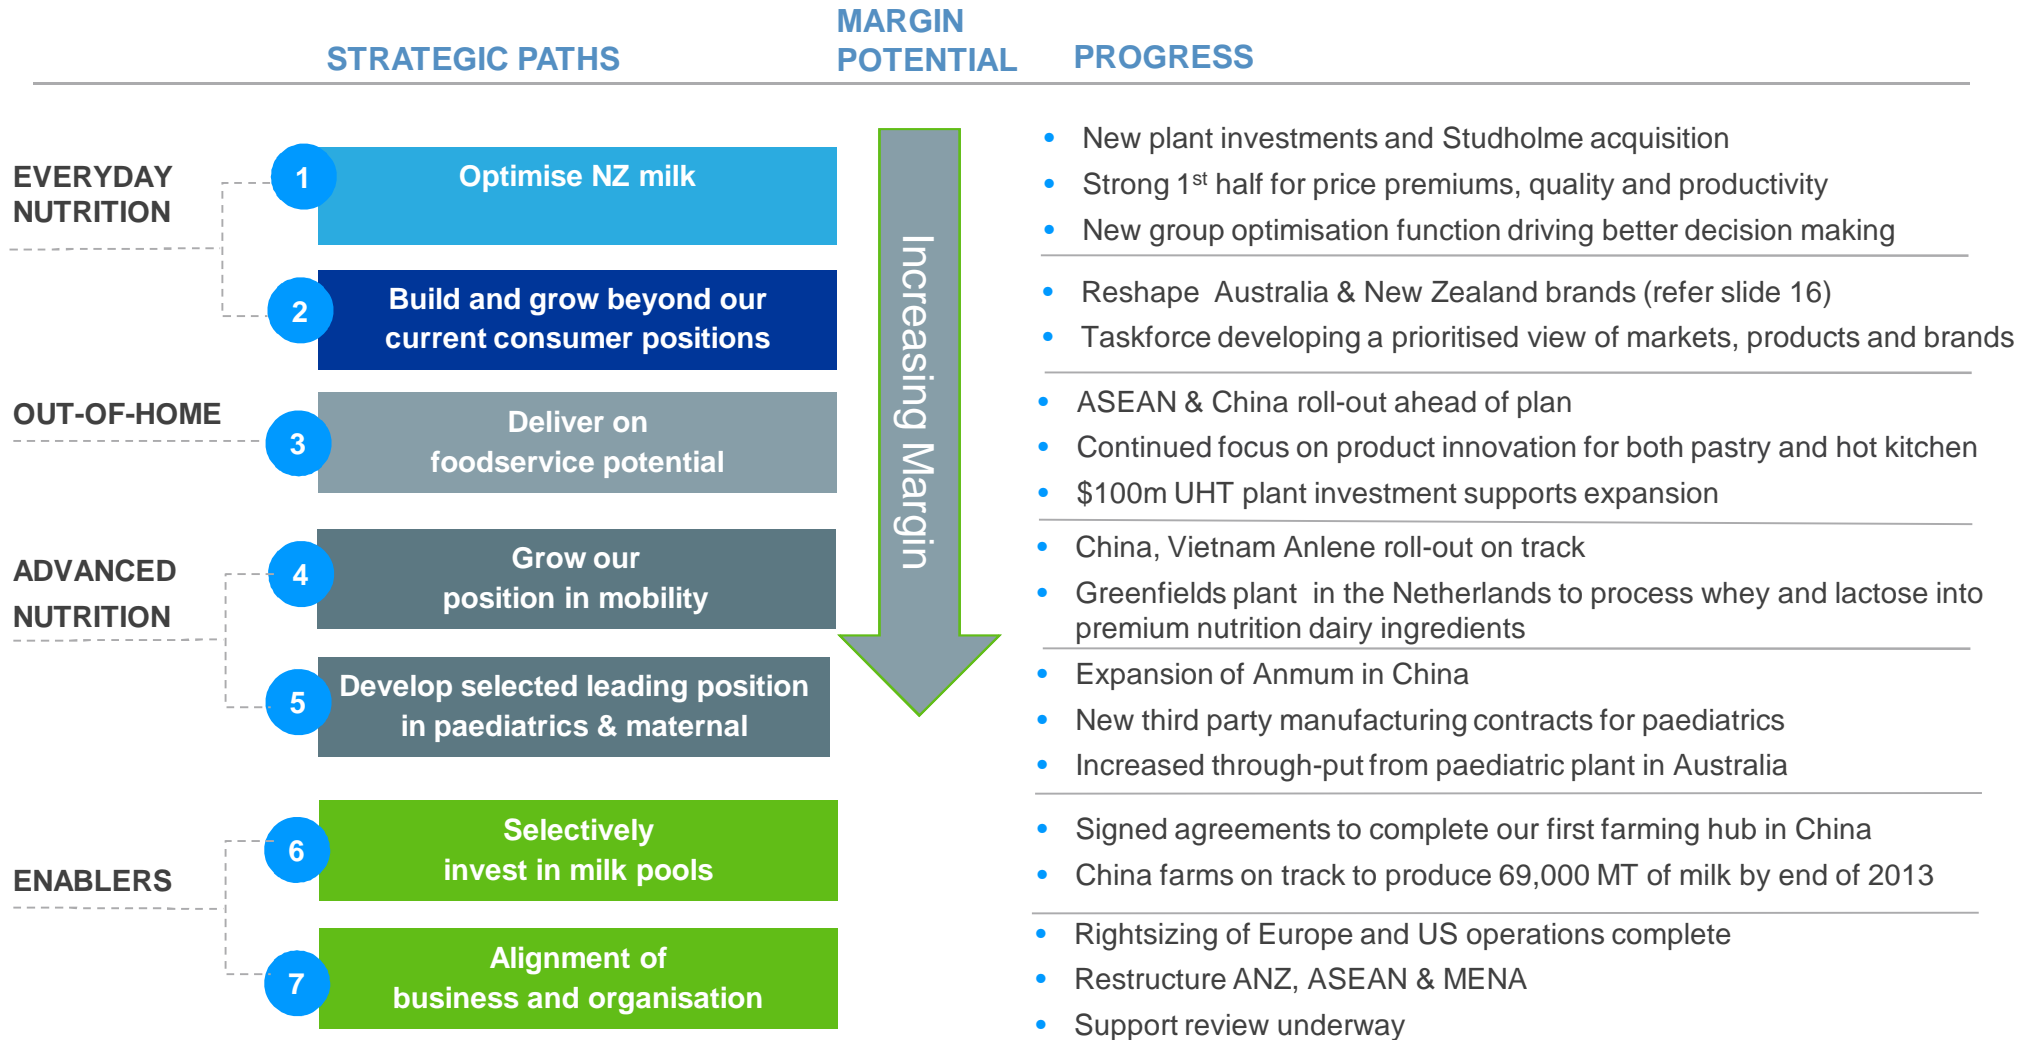 STRATEGIC PATHS
MARGIN
POTENTIAL
PROGRESS
EVERYDAY
NUTRITION
1
Optimise NZ milk
• New plant investments and Studholme acquisition
• Strong 1st half for price premiums, quality and productivity
• New group optimisation function driving better decision making
2
Build and grow beyond our
current consumer positions
• Reshape Australia & New Zealand brands (refer slide 16)
• Taskforce developing a prioritised view of markets, products and brands
Increasing Margin
OUT-OF-HOME
3
Deliver on
foodservice potential
• ASEAN & China roll-out ahead of plan
• Continued focus on product innovation for both pastry and hot kitchen
• $100m UHT plant investment supports expansion
ADVANCED
NUTRITION
4
Grow our
position in mobility
• China, Vietnam Anlene roll-out on track
• Greenfields plant in the Netherlands to process whey and lactose into
premium nutrition dairy ingredients
5
Develop selected leading position
in paediatrics & maternal
• Expansion of Anmum in China
• New third party manufacturing contracts for paediatrics
• Increased through-put from paediatric plant in Australia
ENABLERS
6
Selectively
invest in milk pools
• Signed agreements to complete our first farming hub in China
• China farms on track to produce 69,000 MT of milk by end of 2013
7
Alignment of
business and organisation
• Rightsizing of Europe and US operations complete
• Restructure ANZ, ASEAN & MENA
• Support review underway